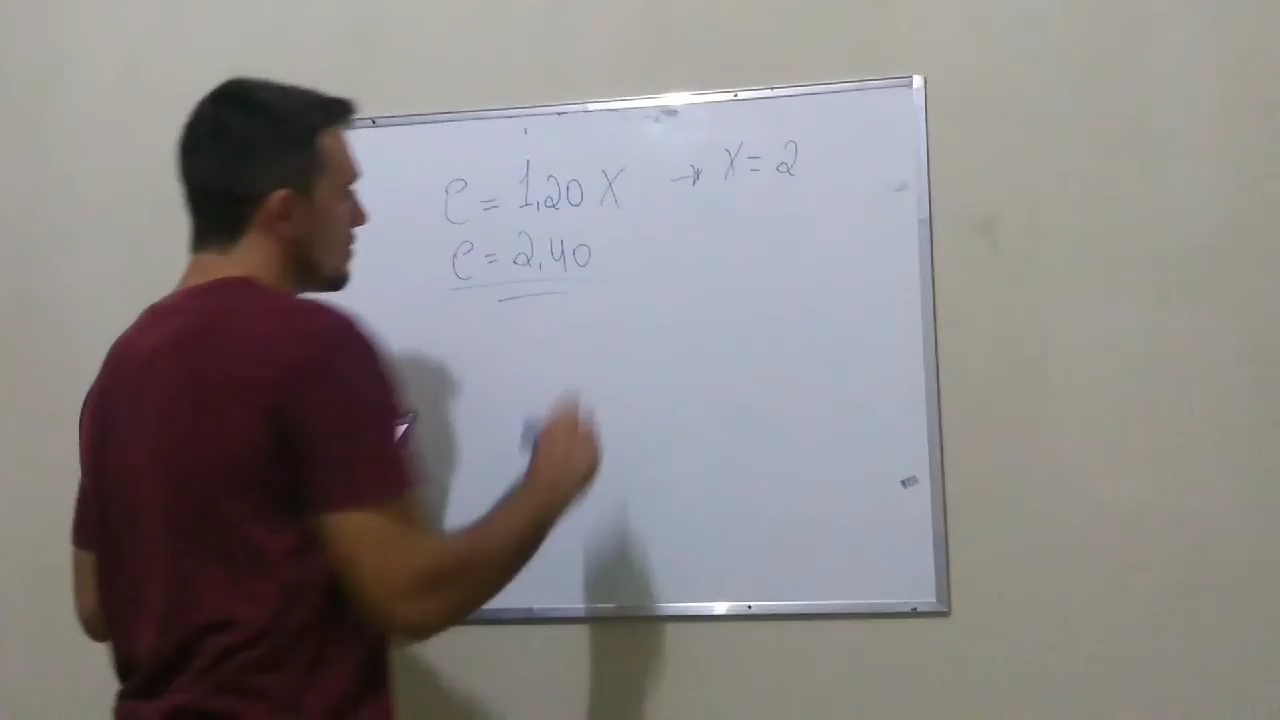 C = 1,20 X → X = 2
C = 2,40